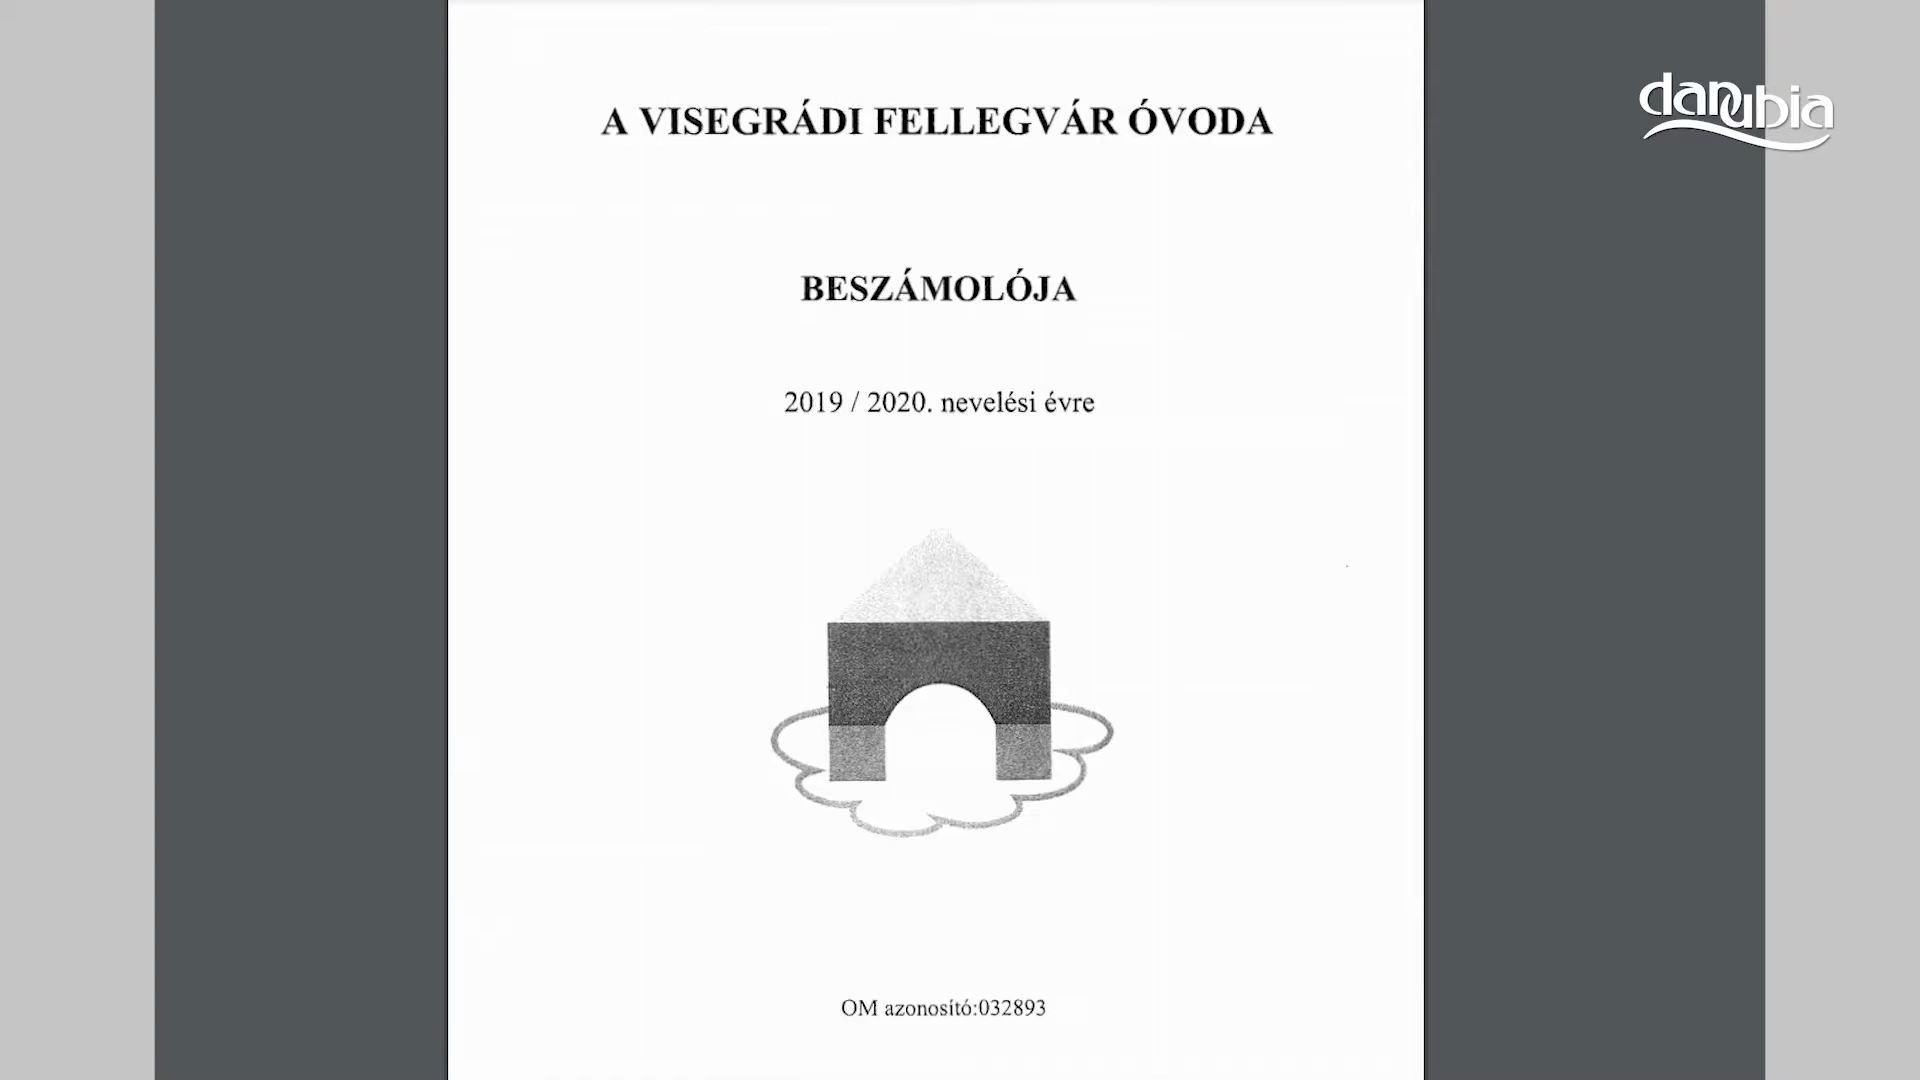 danubia
A VISEGRÁDI FELLEGVÁR ÓVODA
BESZÁMOLÓJA
2019 / 2020. nevelési évre
OM azonosító:032893